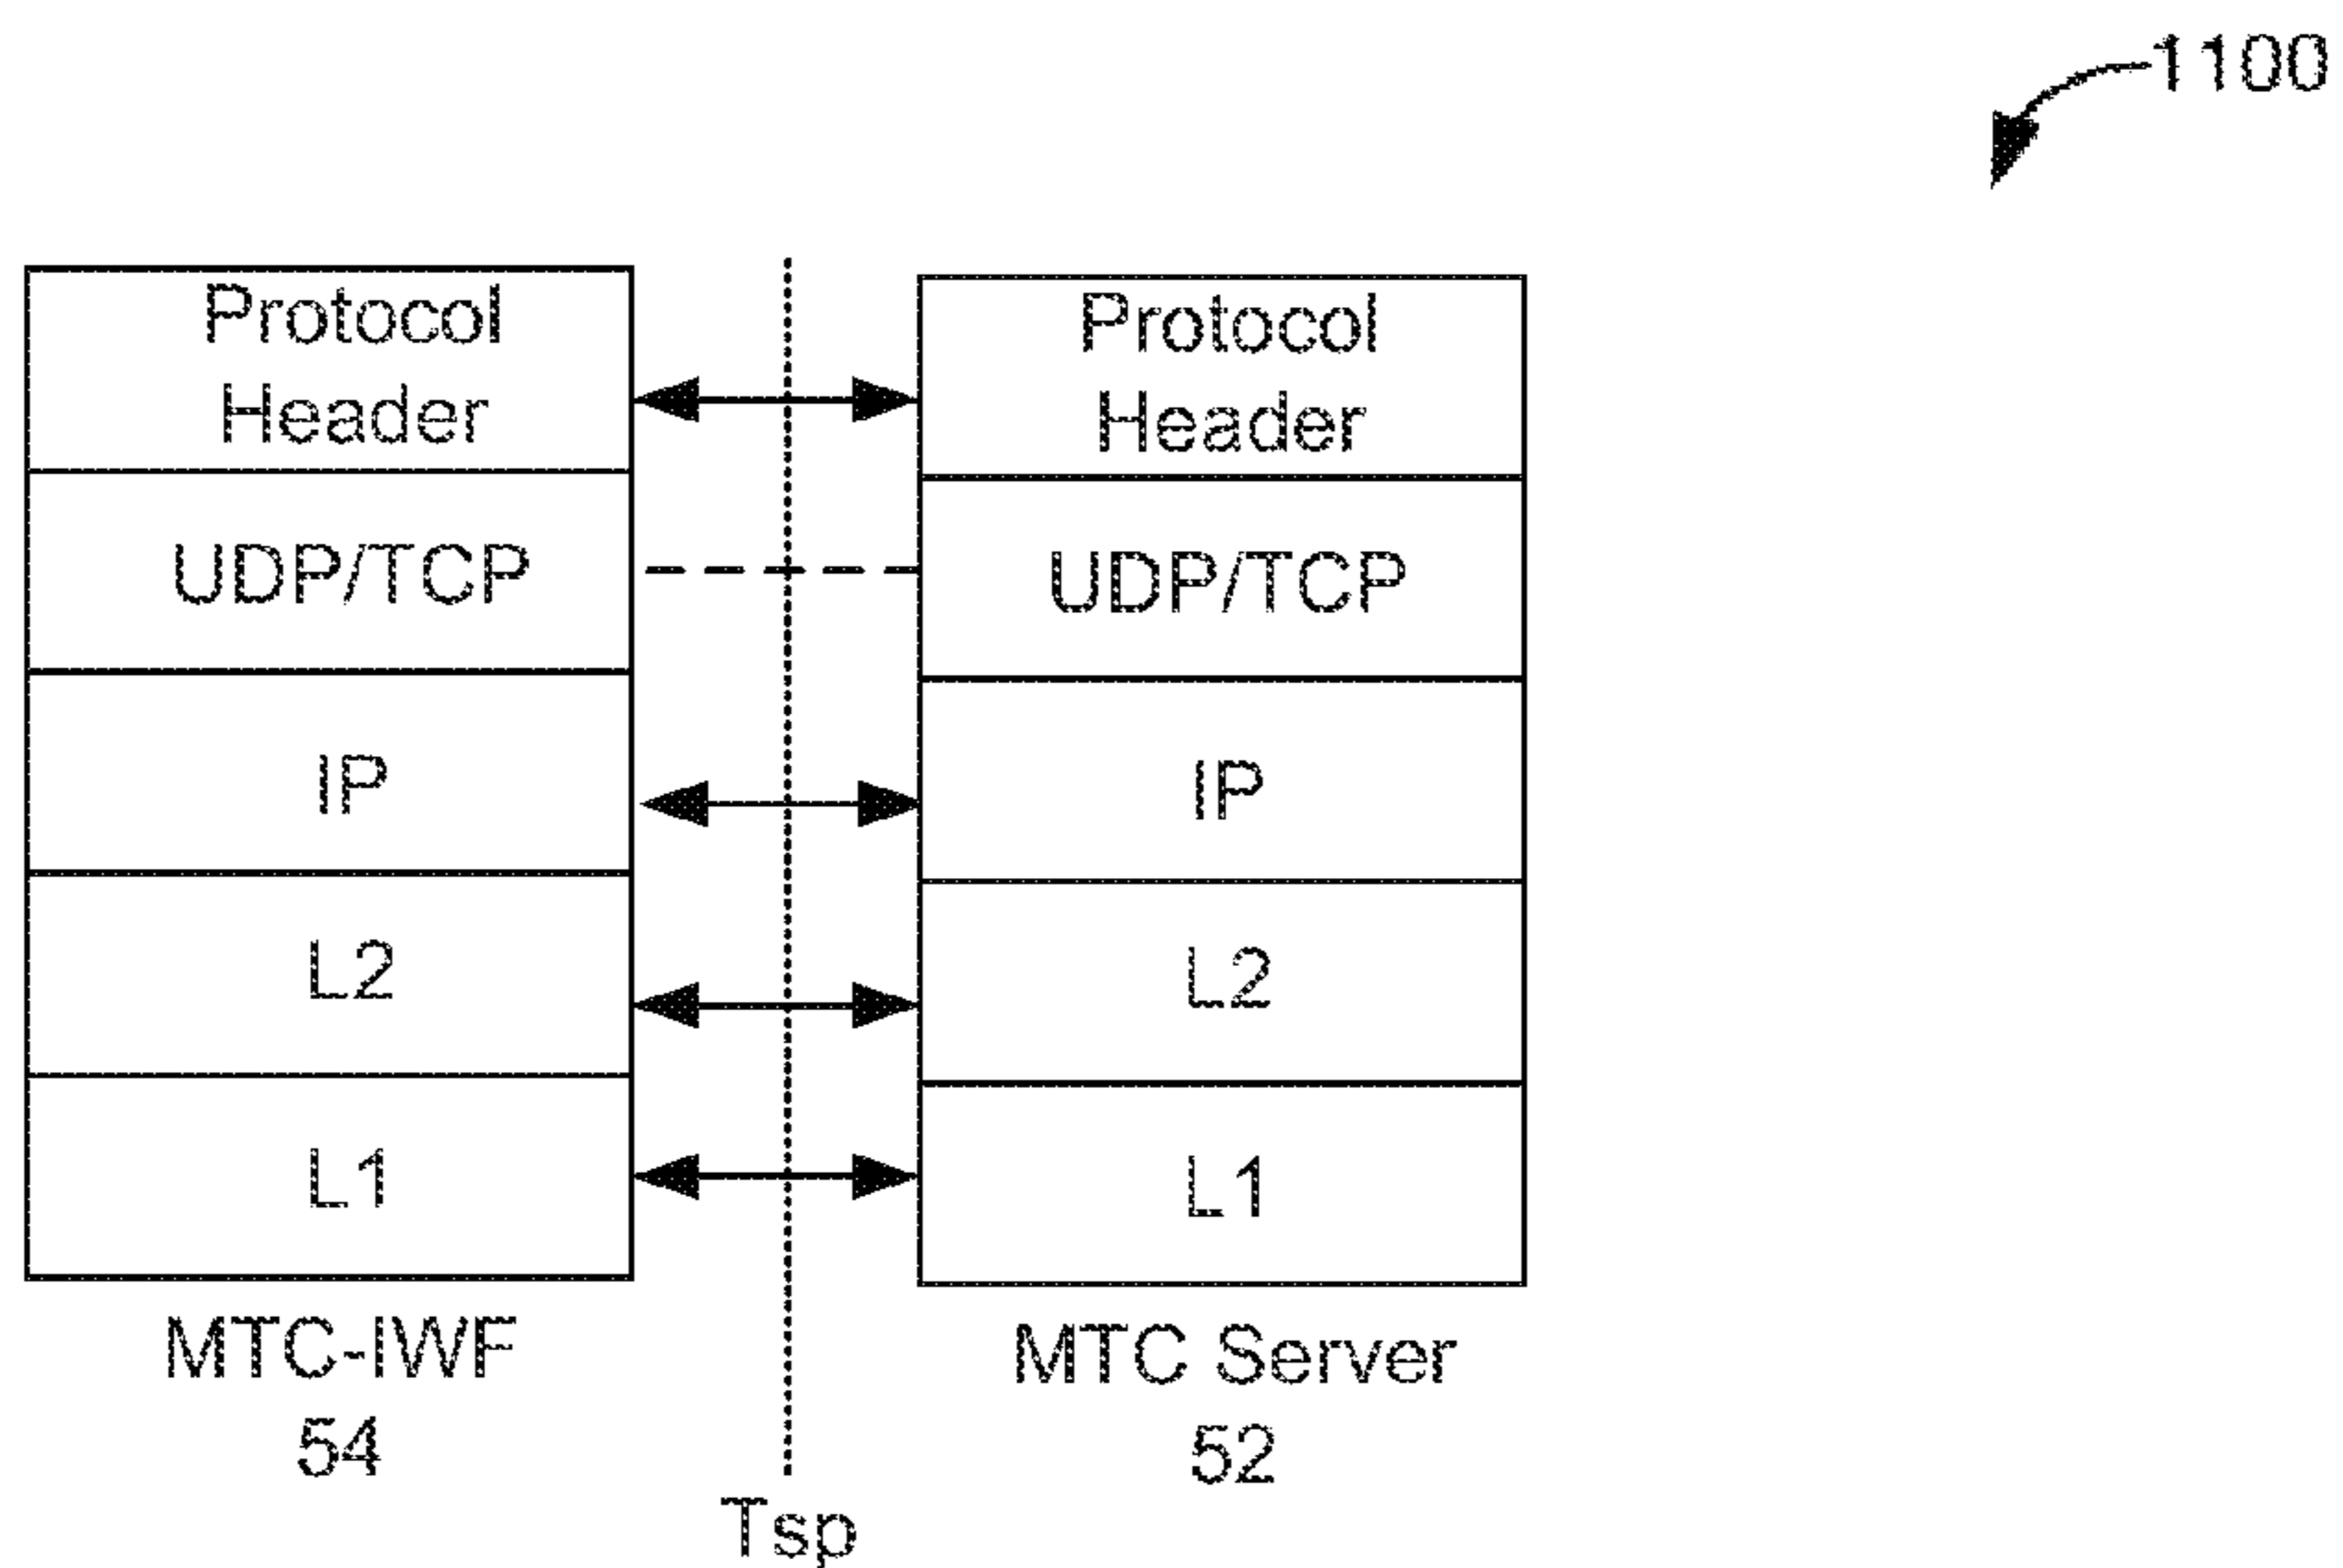 1100
Protocol
Header
UDP/TCP
IP
L2
L1
MTC-IWF
54
Protocol
Header
UDP/TCP
IP
L2
L1
MTC Server
52
Tsp